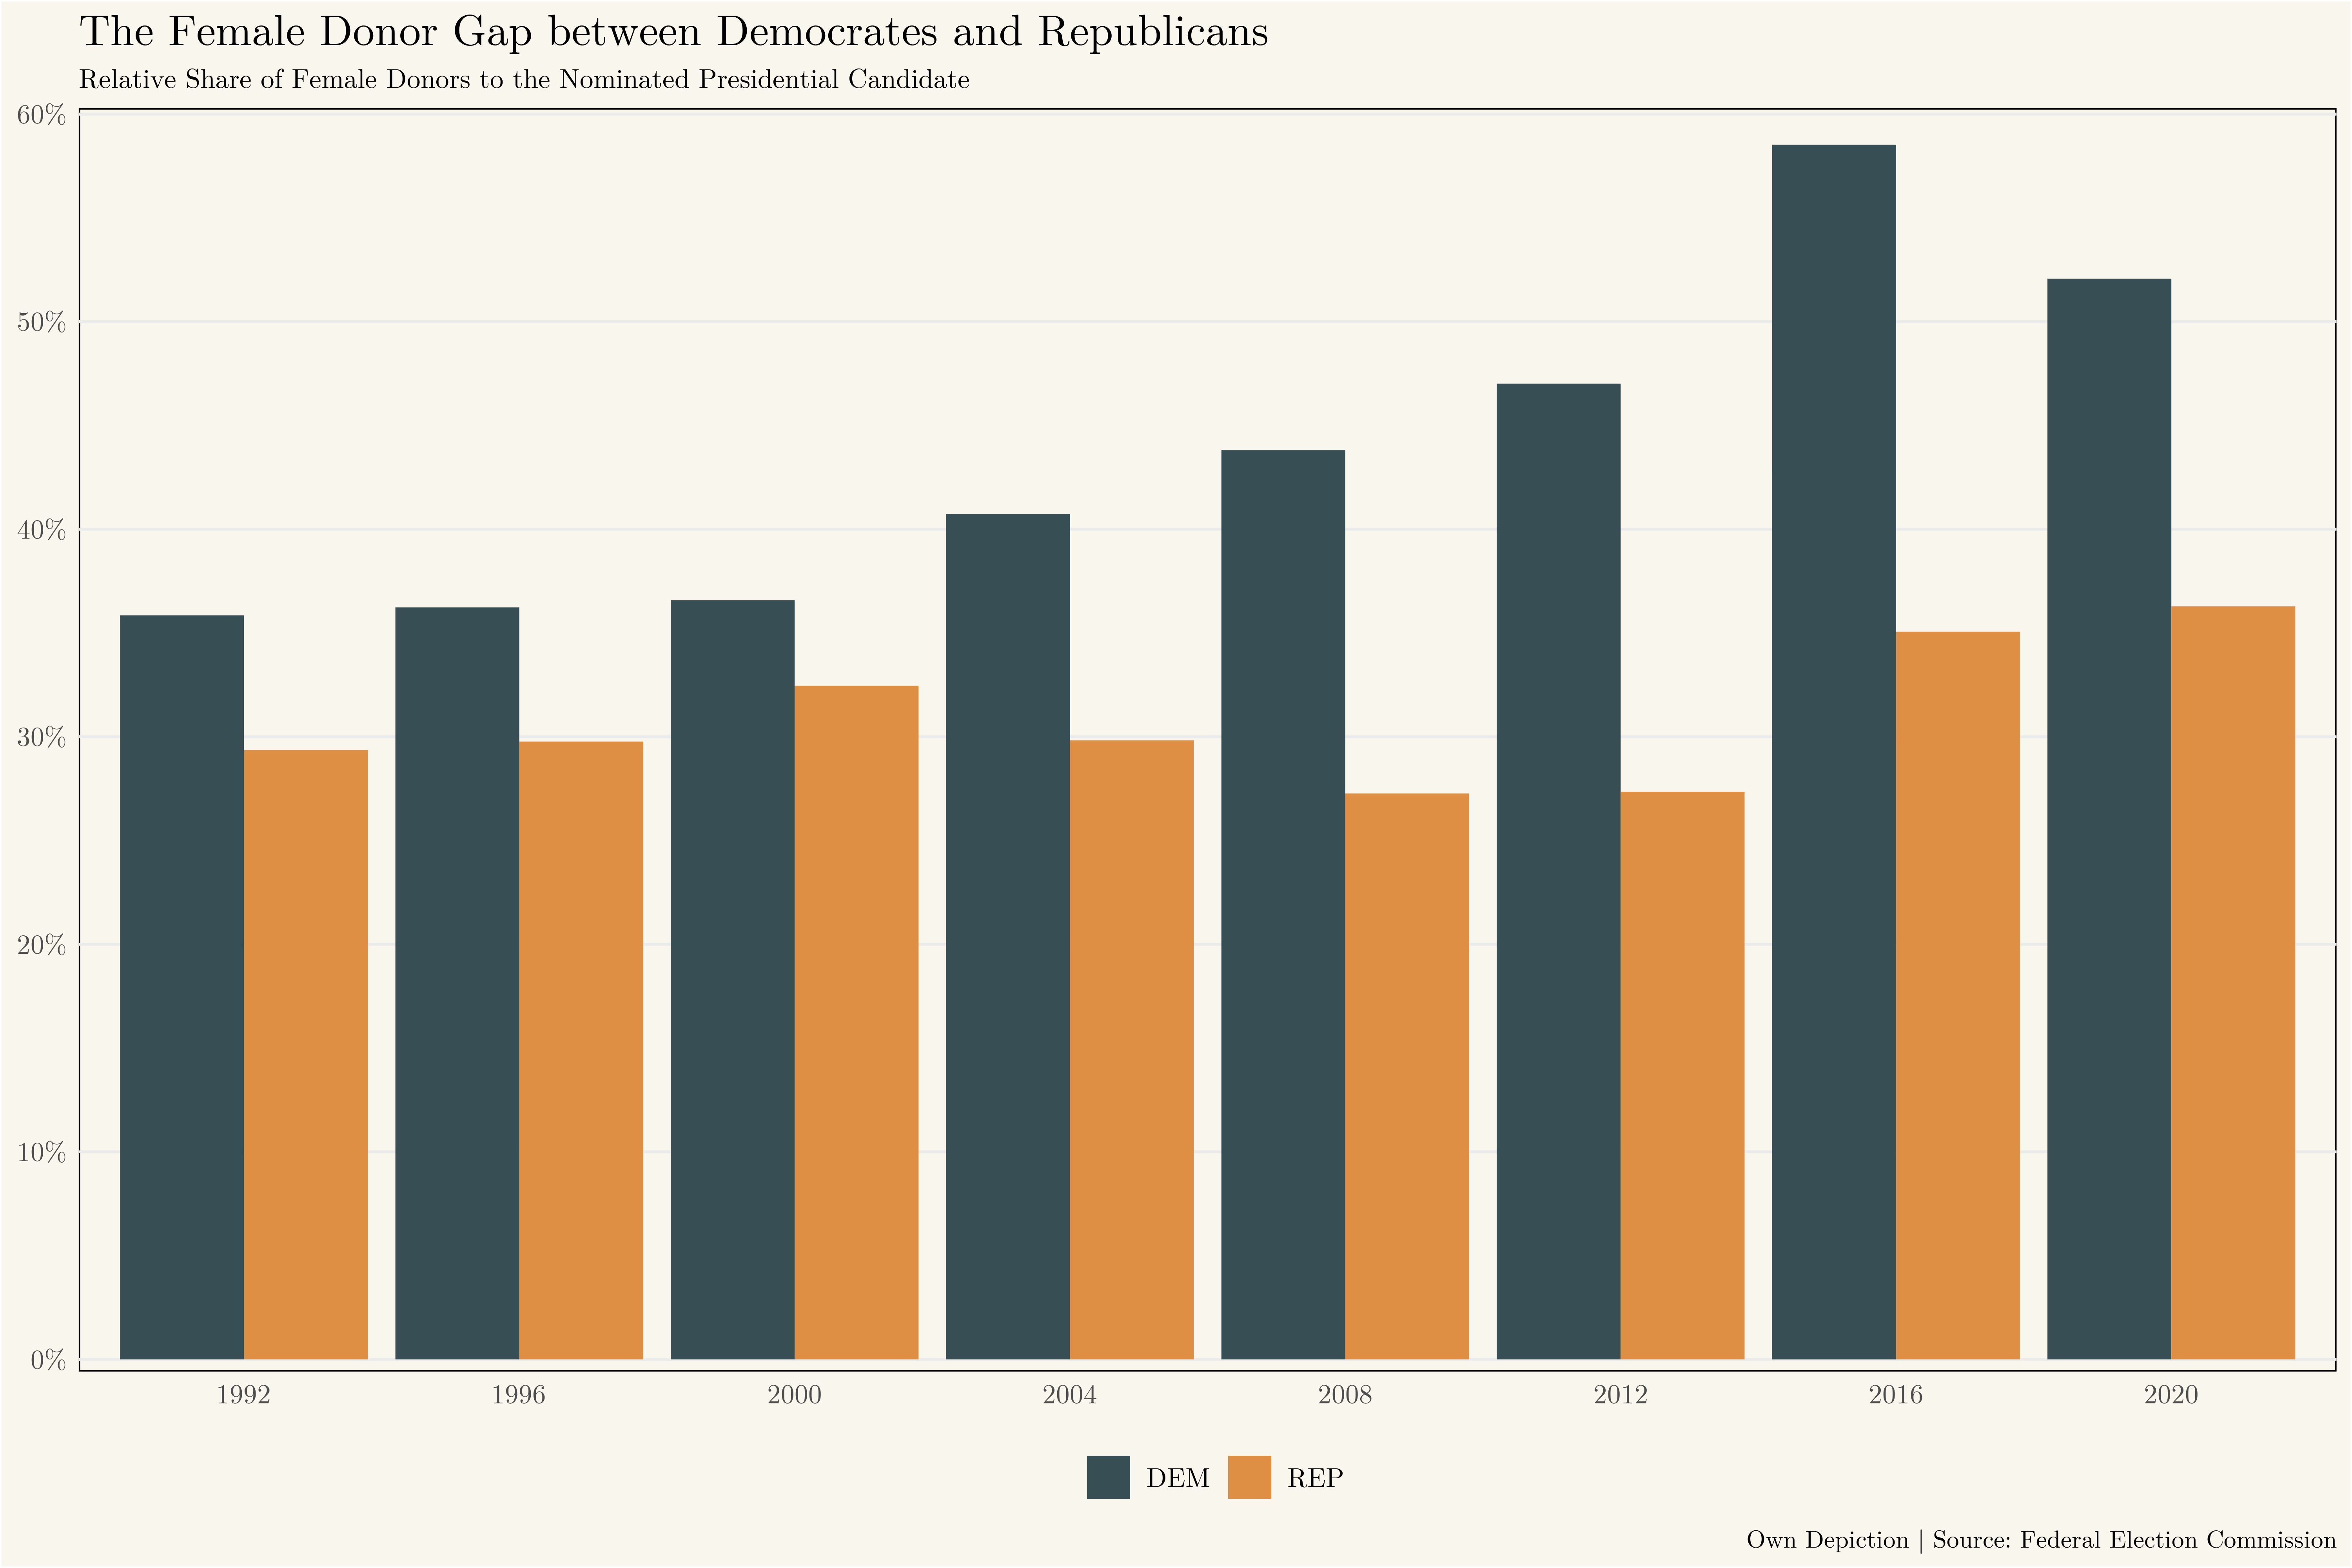 The Female Donor Gap between Democrates and Republicans
Relative Share of Female Donors to the Nominated Presidential Candidate
60%
50%
40%
30%
20%
10%
0%
1992 1996 2000 2004 2008 2012 2016 2020
DEM REP
Own Depiction | Source: Federal Election Commission